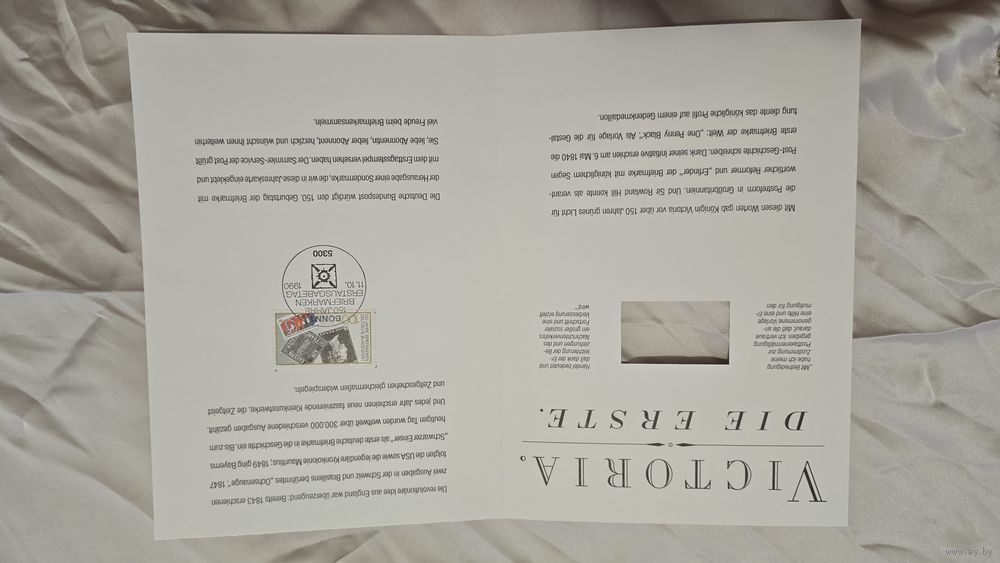 VICTORIA.
DIE ERSTE.
„Mit Befriedigung
habe ich meine
Zustimmung zur
Postbaermäßigung
gegeben. Ich vertraue
darauf, daß die an-
genommene Vorlage
eine Hilfe und Er-
mutigung für den
Handel bedeutet und
daß dank der Er-
leichterung der Be-
ziehungen und des
Nachrichtenverkehrs
ein großer sozialer
Fortschritt und eine
Verbesserung erzielt
wird“
Mit diesen Worten gab Königin Victoria vor über 150 Jahren grünes Licht für
die Postreform in Großbritannien. Und Sir Rowland Hill konnte als verant-
wortlicher Reformer und „Erfinder“ der Briefmarke mit königlichem Segen
Post-Geschichte schreiben. Dank seiner Initiative erschien am 6. Mai 1840 die
erste Briefmarke der Welt: „One Penny Black“. Als Vorlage für die Gestal-
tung diente das königliche Profil auf einem Gedenkmedaillon.
Die revolutionäre Idee aus England war überzeugend: Bereits 1843 erschienen
zwei Ausgaben in der Schweiz und Brasiliens berühmtes „Ochsenauge“. 1847
folgten die USA sowie die legendäre Kronkolonie Mauritius; 1849 ging Bayerns
„Schwarzer Einser“ als erste deutsche Briefmarke in die Geschichte ein. Bis zum
heutigen Tag wurden weltweit über 300.000 verschiedene Ausgaben gezählt.
Und jedes Jahr erscheinen neue faszinierende Kleinkunstwerke, die Zeitgeist
und Zeitgeschehen gleichermaßen widerspiegeln.
100
BONN
150 JAHRE
BRIEFMARKEN
ERSTAUSGABETAG
11.10. 1990
5300
Die Deutsche Bundespost würdigt den 150. Geburtstag der Briefmarke mit
der Herausgabe einer Sondermarke, die wir in diese Jahreskarte eingeklebt und
mit dem Ersttagsstempel versehen haben. Der Sammler-Service der Post grüßt
Sie, liebe Abonnentin, lieber Abonnent, herzlich und wünscht Ihnen weiterhin
viel Freude beim Briefmarkensammeln.
www.ay.by